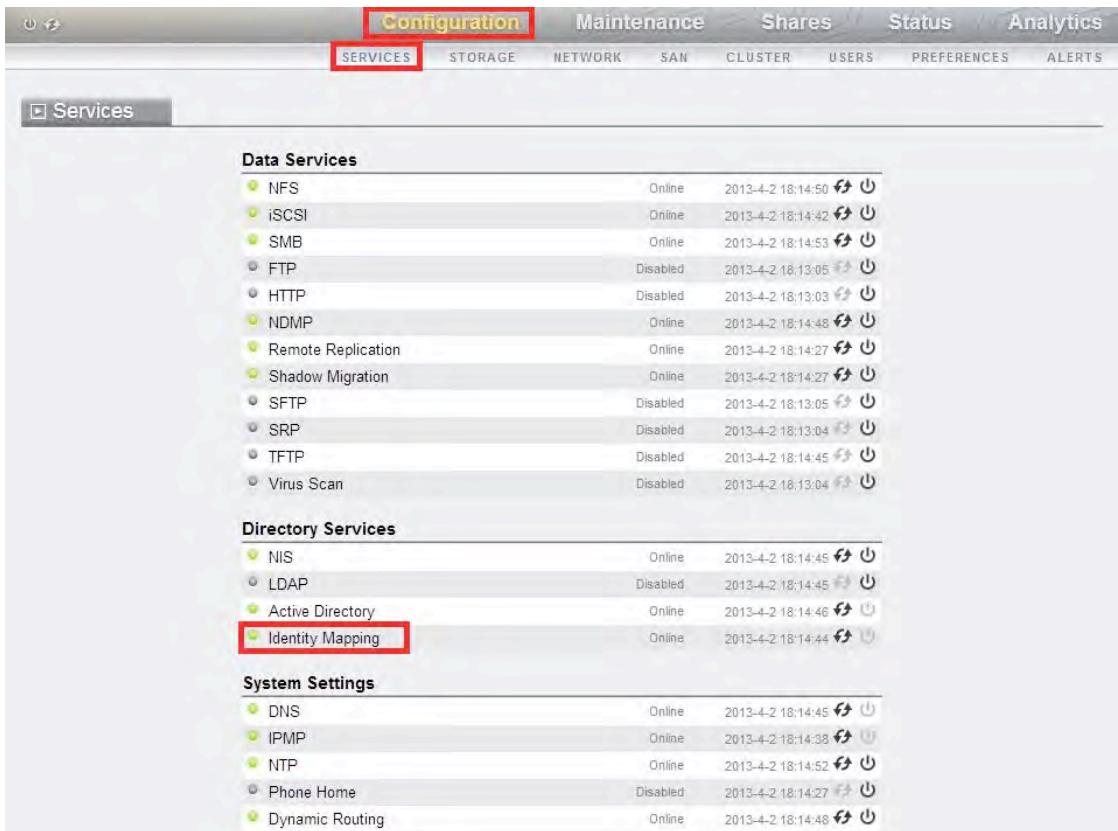 Configuration Maintenance Shares Status Analytics
SERVICES STORAGE NETWORK SAN CLUSTER USERS PREFERENCES ALERTS
Services
Data Services
NFS Online 2013-4-2 18:14:50
iSCSI Online 2013-4-2 18:14:42
SMB Online 2013-4-2 18:14:53
FTP Disabled 2013-4-2 18:13:05
HTTP Disabled 2013-4-2 18:13:03
NDMP Online 2013-4-2 18:14:48
Remote Replication Online 2013-4-2 18:14:27
Shadow Migration Online 2013-4-2 18:14:27
SFTP Disabled 2013-4-2 18:13:05
SRP Disabled 2013-4-2 18:13:04
TFTP Disabled 2013-4-2 18:14:45
Virus Scan Disabled 2013-4-2 18:13:04
Directory Services
NIS Online 2013-4-2 18:14:45
LDAP Disabled 2013-4-2 18:14:45
Active Directory Online 2013-4-2 18:14:46
Identity Mapping Online 2013-4-2 18:14:44
System Settings
DNS Online 2013-4-2 18:14:45
IPMP Online 2013-4-2 18:14:38
NTP Online 2013-4-2 18:14:52
Phone Home Disabled 2013-4-2 18:14:27
Dynamic Routing Online 2013-4-2 18:14:48